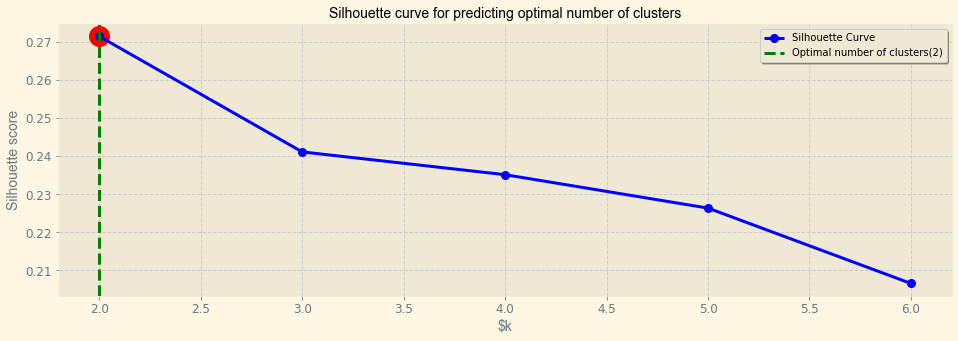 Silhouette curve for predicting optimal number of clusters
Silhouette Curve
Optimal number of clusters(2)
Silhouette score
0.27
0.26
0.25
0.24
0.23
0.22
0.21
2.0 2.5 3.0 3.5 4.0 4.5 5.0 5.5 6.0
$k